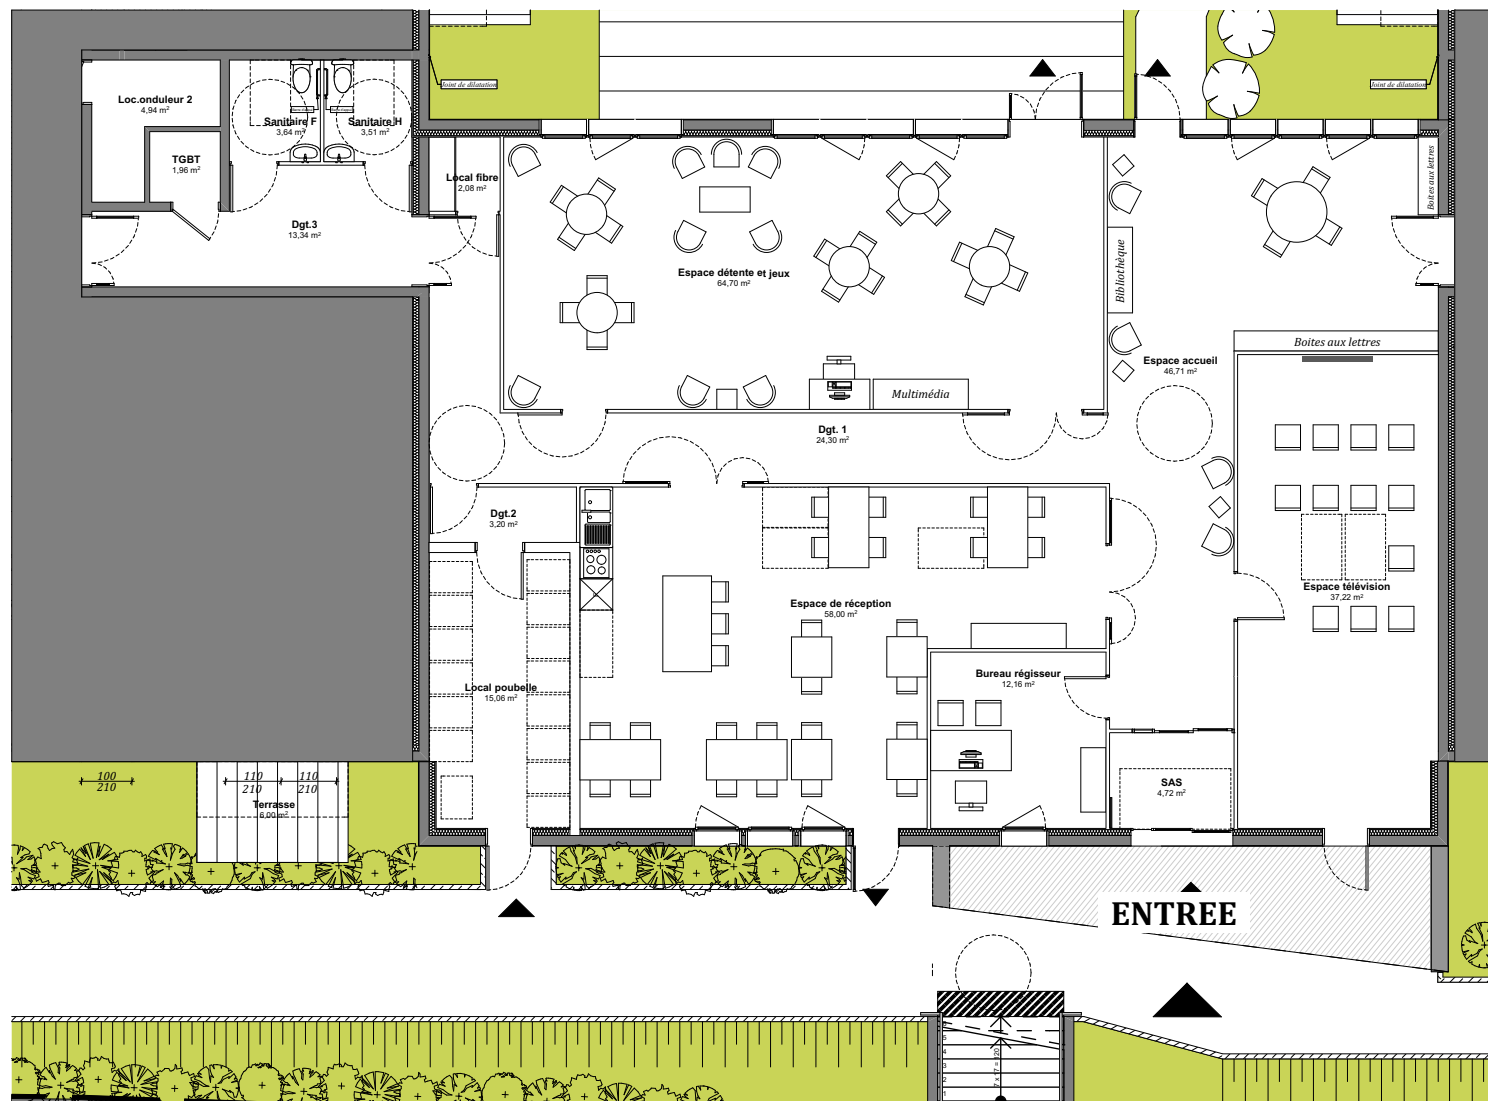 Joint de dilatation
Joint de dilatation
Loc.onduleur 2
4,94 m²
Sanitaire F
3,64 m²
Sanitaire H
3,51 m²
TGBT
1,96 m²
Local fibre
2,08 m²
Boites aux lettres
Dgt.3
13,34 m²
Espace détente et jeux
64,70 m²
Bibliothèque
Boites aux lettres
Espace accueil
46,71 m²
Multimédia
Dgt. 1
24,30 m²
Dgt.2
3,20 m²
Espace télévision
37,22 m²
Espace de réception
58,00 m²
Local poubelle
15,06 m²
Bureau régisseur
12,16 m²
SAS
4,72 m²
100
210
110
210
110
210
Terrasse
6,00 m²
ENTREE
5
4
3
2
1